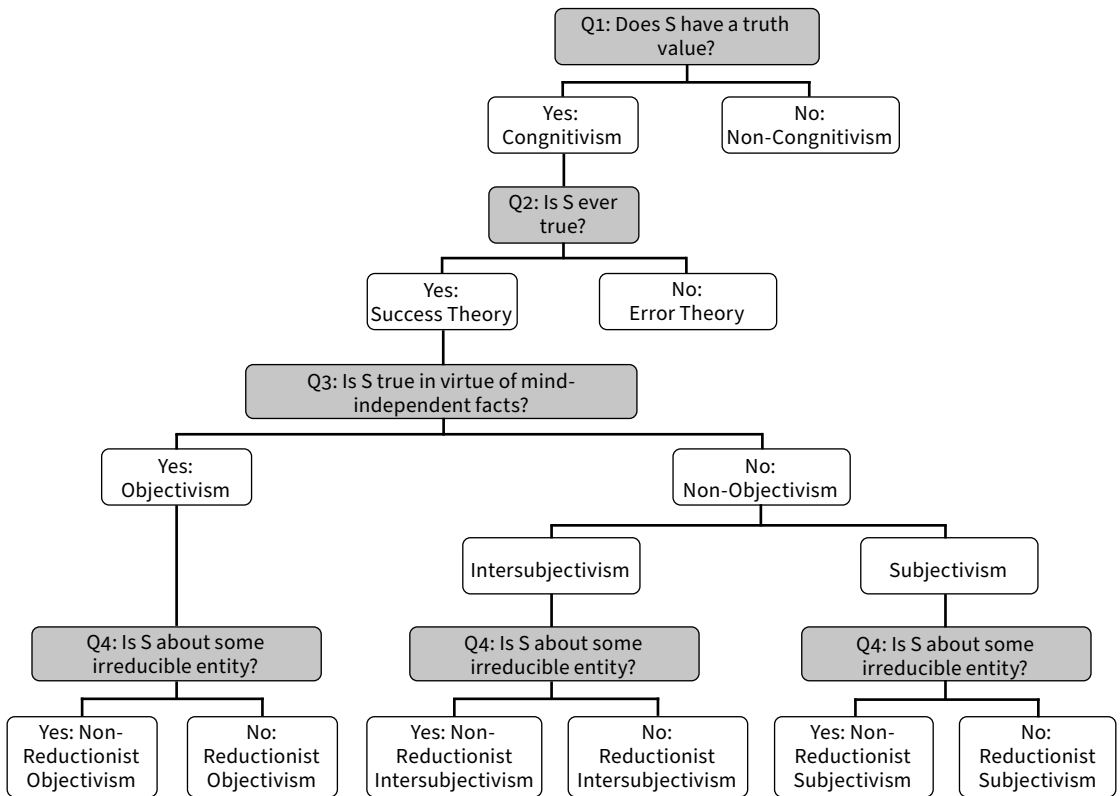 Q1: Does S have a truth
value?
Yes:
Congnitivism
No:
Non-Congnitivism
Q2: Is S ever
true?
Yes:
Success Theory
No:
Error Theory
Q3: Is S true in virtue of mind-
independent facts?
Yes:
Objectivism
No:
Non-Objectivism
Intersubjectivism
Subjectivism
Q4: Is S about some
irreducible entity?
Q4: Is S about some
irreducible entity?
Q4: Is S about some
irreducible entity?
Yes: Non-
Reductionist
Objectivism
No:
Reductionist
Objectivism
Yes: Non-
Reductionist
Intersubjectivism
No:
Reductionist
Intersubjectivism
Yes: Non-
Reductionist
Subjectivism
No:
Reductionist
Subjectivism